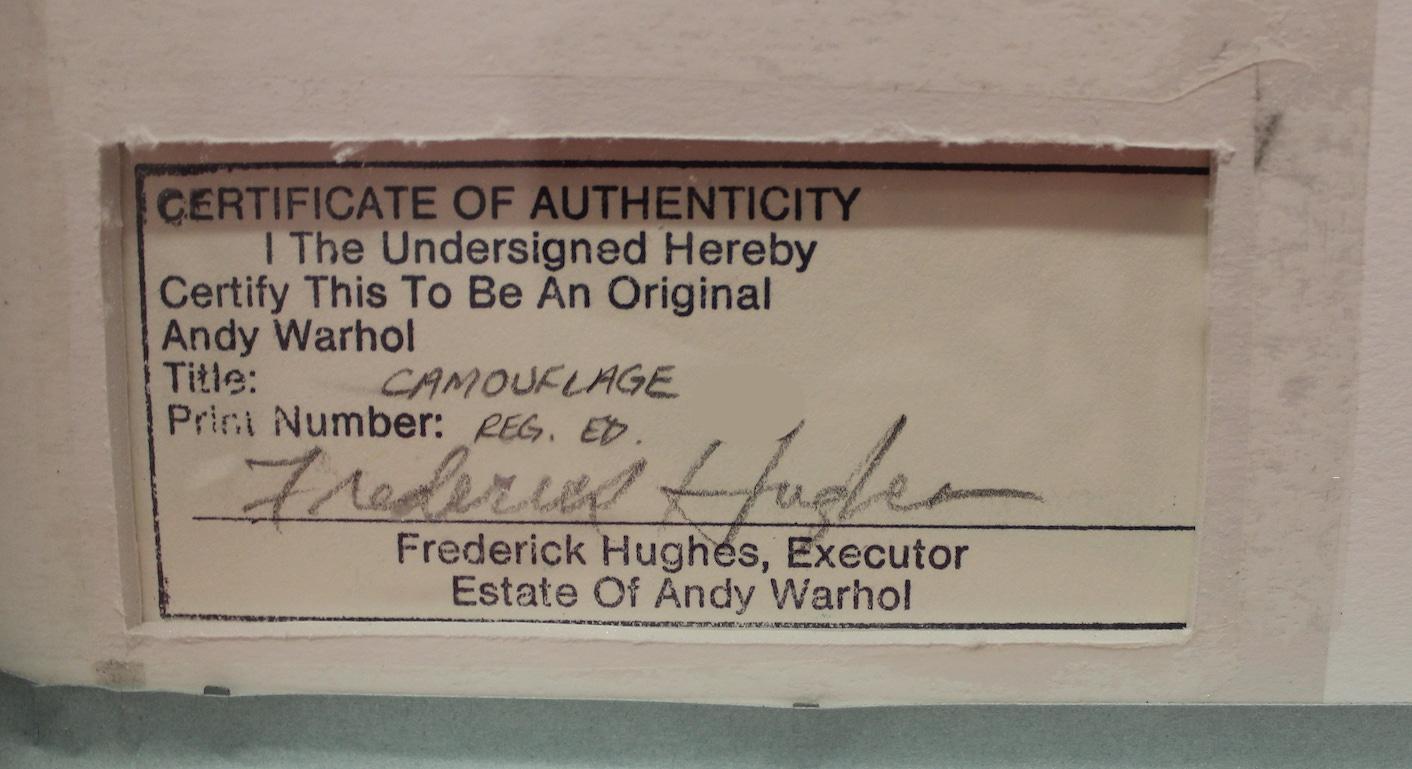 CERTIFICATE OF AUTHENTICITY
I The Undersigned Hereby
Certify This To Be An Original
Andy Warhol
Title: CAMOUFLAGE
Print Number: REG. ED.
Frederick Hughes
Frederick Hughes, Executor
Estate Of Andy Warhol